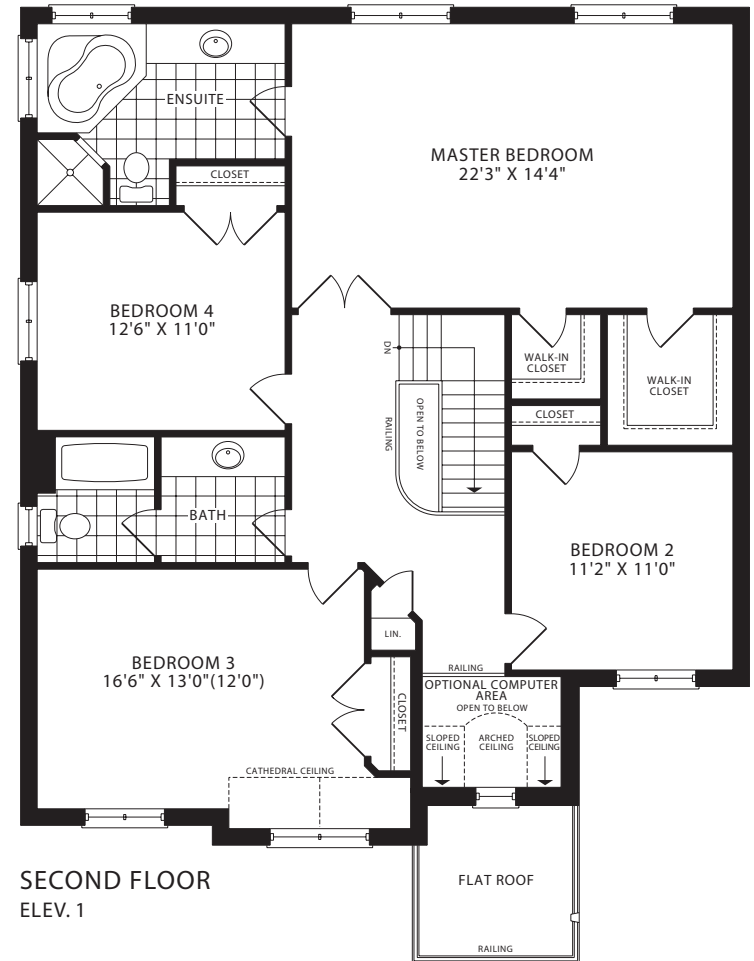 ENSUITE
MASTER BEDROOM
22'3" X 14'4"
CLOSET
BEDROOM 4
12'6" X 11'0"
DN
OPEN TO BELOW
RAILING
WALK-IN
CLOSET
WALK-IN
CLOSET
CLOSET
BATH
BEDROOM 2
11'2" X 11'0"
LIN.
BEDROOM 3
16'6" X 13'0"(12'0")
CLOSET
CATHEDRAL CEILING
RAILING
OPTIONAL COMPUTER
AREA
OPEN TO BELOW
SLOPED
CEILING
ARCHED
CEILING
SLOPED
CEILING
FLAT ROOF
RAILING
SECOND FLOOR
ELEV. 1